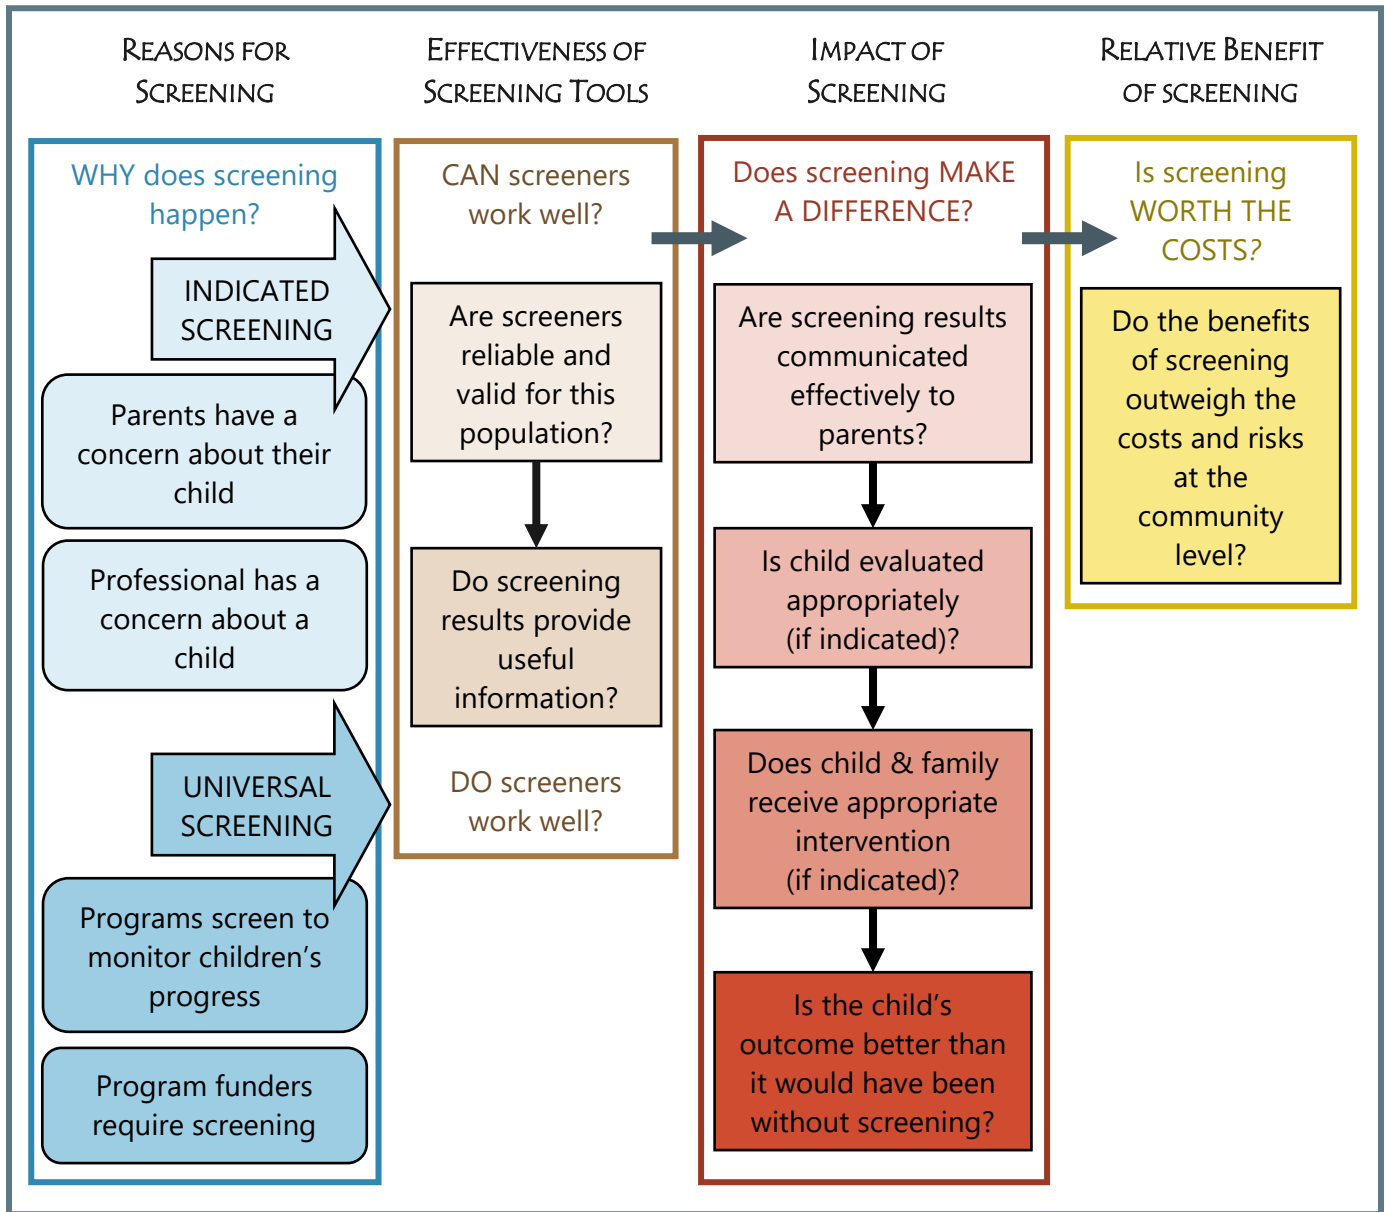 REASONS FOR
SCREENING
WHY does screening
happen?
INDICATED
SCREENING
Parents have a
concern about their
child
Professional has a
concern about a
child
UNIVERSAL
SCREENING
Programs screen to
monitor children's
progress
Program funders
require screening
EFFECTIVENESS OF
SCREENING TOOLS
CAN screeners
work well?
Are screeners
reliable and
valid for this
population?
Do screening
results provide
useful
information?
DO screeners
work well?
IMPACT OF
SCREENING
Does screening MAKE
A DIFFERENCE?
Are screening results
communicated
effectively to
parents?
Is child evaluated
appropriately
(if indicated)?
Does child & family
receive appropriate
intervention
(if indicated)?
Is the child's
outcome better than
it would have been
without screening?
RELATIVE BENEFIT
OF SCREENING
Is screening
WORTH THE
COSTS?
Do the benefits
of screening
outweigh the
costs and risks
at the
community
level?